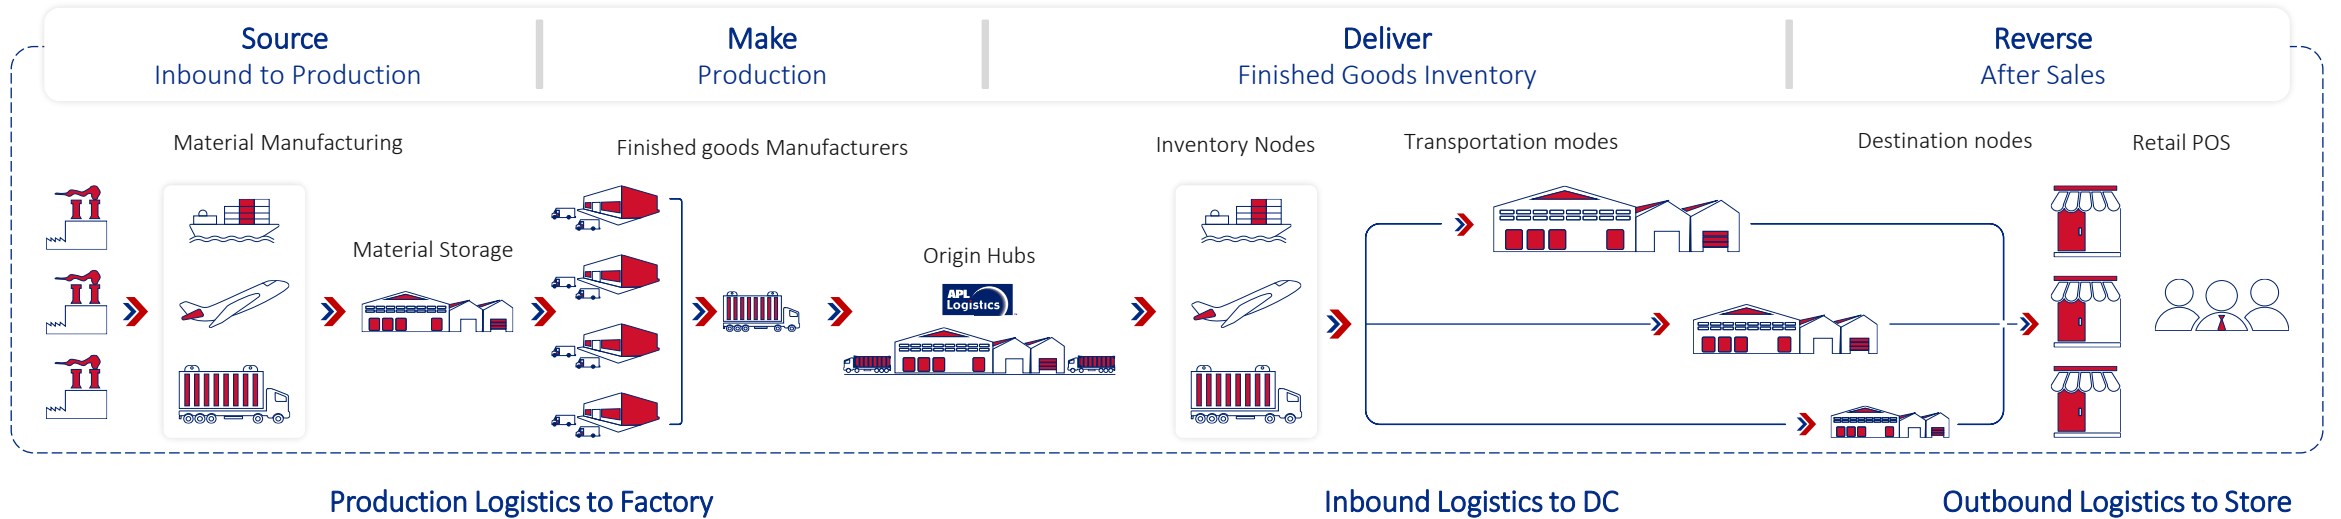 Source
Inbound to Production
Make
Production
Deliver
Finished Goods Inventory
Reverse
After Sales
Material Manufacturing
Finished goods Manufacturers
Inventory Nodes
Transportation modes
Destination nodes
Retail POS
Material Storage
Origin Hubs
APL
Logistics
Production Logistics to Factory
Inbound Logistics to DC
Outbound Logistics to Store